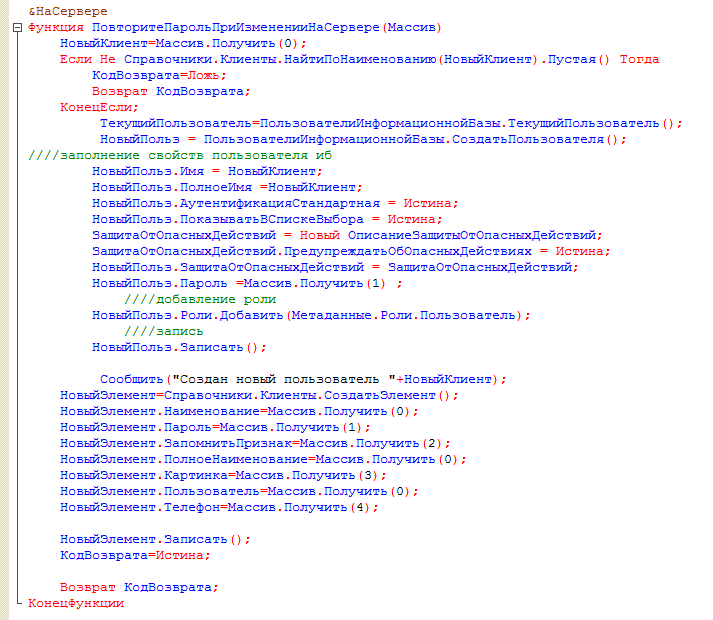 &НаСервере
Функция ПовторитеПарольПриИзмененииНаСервере(Массив)
НовыйКлиент=Массив.Получить(0);
Если Не Справочники.Клиенты.НайтиПоНаименованию(НовыйКлиент).Пустая() Тогда
КодВозврата=Ложь;
Возврат КодВозврата;
КонецЕсли;
ТекущийПользователь=ПользователиИнформационнойБазы.ТекущийПользователь();
НовыйПольз = ПользователиИнформационнойБазы.СоздатьПользователя();
////заполнение свойств пользователя иб
НовыйПольз.Имя = НовыйКлиент;
НовыйПольз.ПолноеИмя =НовыйКлиент;
НовыйПольз.АутентификацияСтандартная = Истина;
НовыйПольз.ПоказыватьВСпискеВыбора = Истина;
ЗащитаОтОпасныхДействий = Новый ОписаниеЗащитыОтОпасныхДействий;
ЗащитаОтОпасныхДействий.ПредупреждатьОбОпасныхДействиях = Истина;
НовыйПольз.ЗащитаОтОпасныхДействий = ЗащитаОтОпасныхДействий;
НовыйПольз.Пароль =Массив.Получить(1) ;
////добавление роли
НовыйПольз.Роли.Добавить(Метаданные.Роли.Пользователь);
////запись
НовыйПольз.Записать();
Сообщить("Создан новый пользователь "+НовыйКлиент);
НовыйЭлемент=Справочники.Клиенты.СоздатьЭлемент();
НовыйЭлемент.Наименование=Массив.Получить(0);
НовыйЭлемент.Пароль=Массив.Получить(1);
НовыйЭлемент.ЗапомнитьПризнак=Массив.Получить(2);
НовыйЭлемент.ПолноеНаименование=Массив.Получить(0);
НовыйЭлемент.Картинка=Массив.Получить(3);
НовыйЭлемент.Пользователь=Массив.Получить(0);
НовыйЭлемент.Телефон=Массив.Получить(4);
НовыйЭлемент.Записать();
КодВозврата=Истина;
Возврат КодВозврата;
КонецФункции